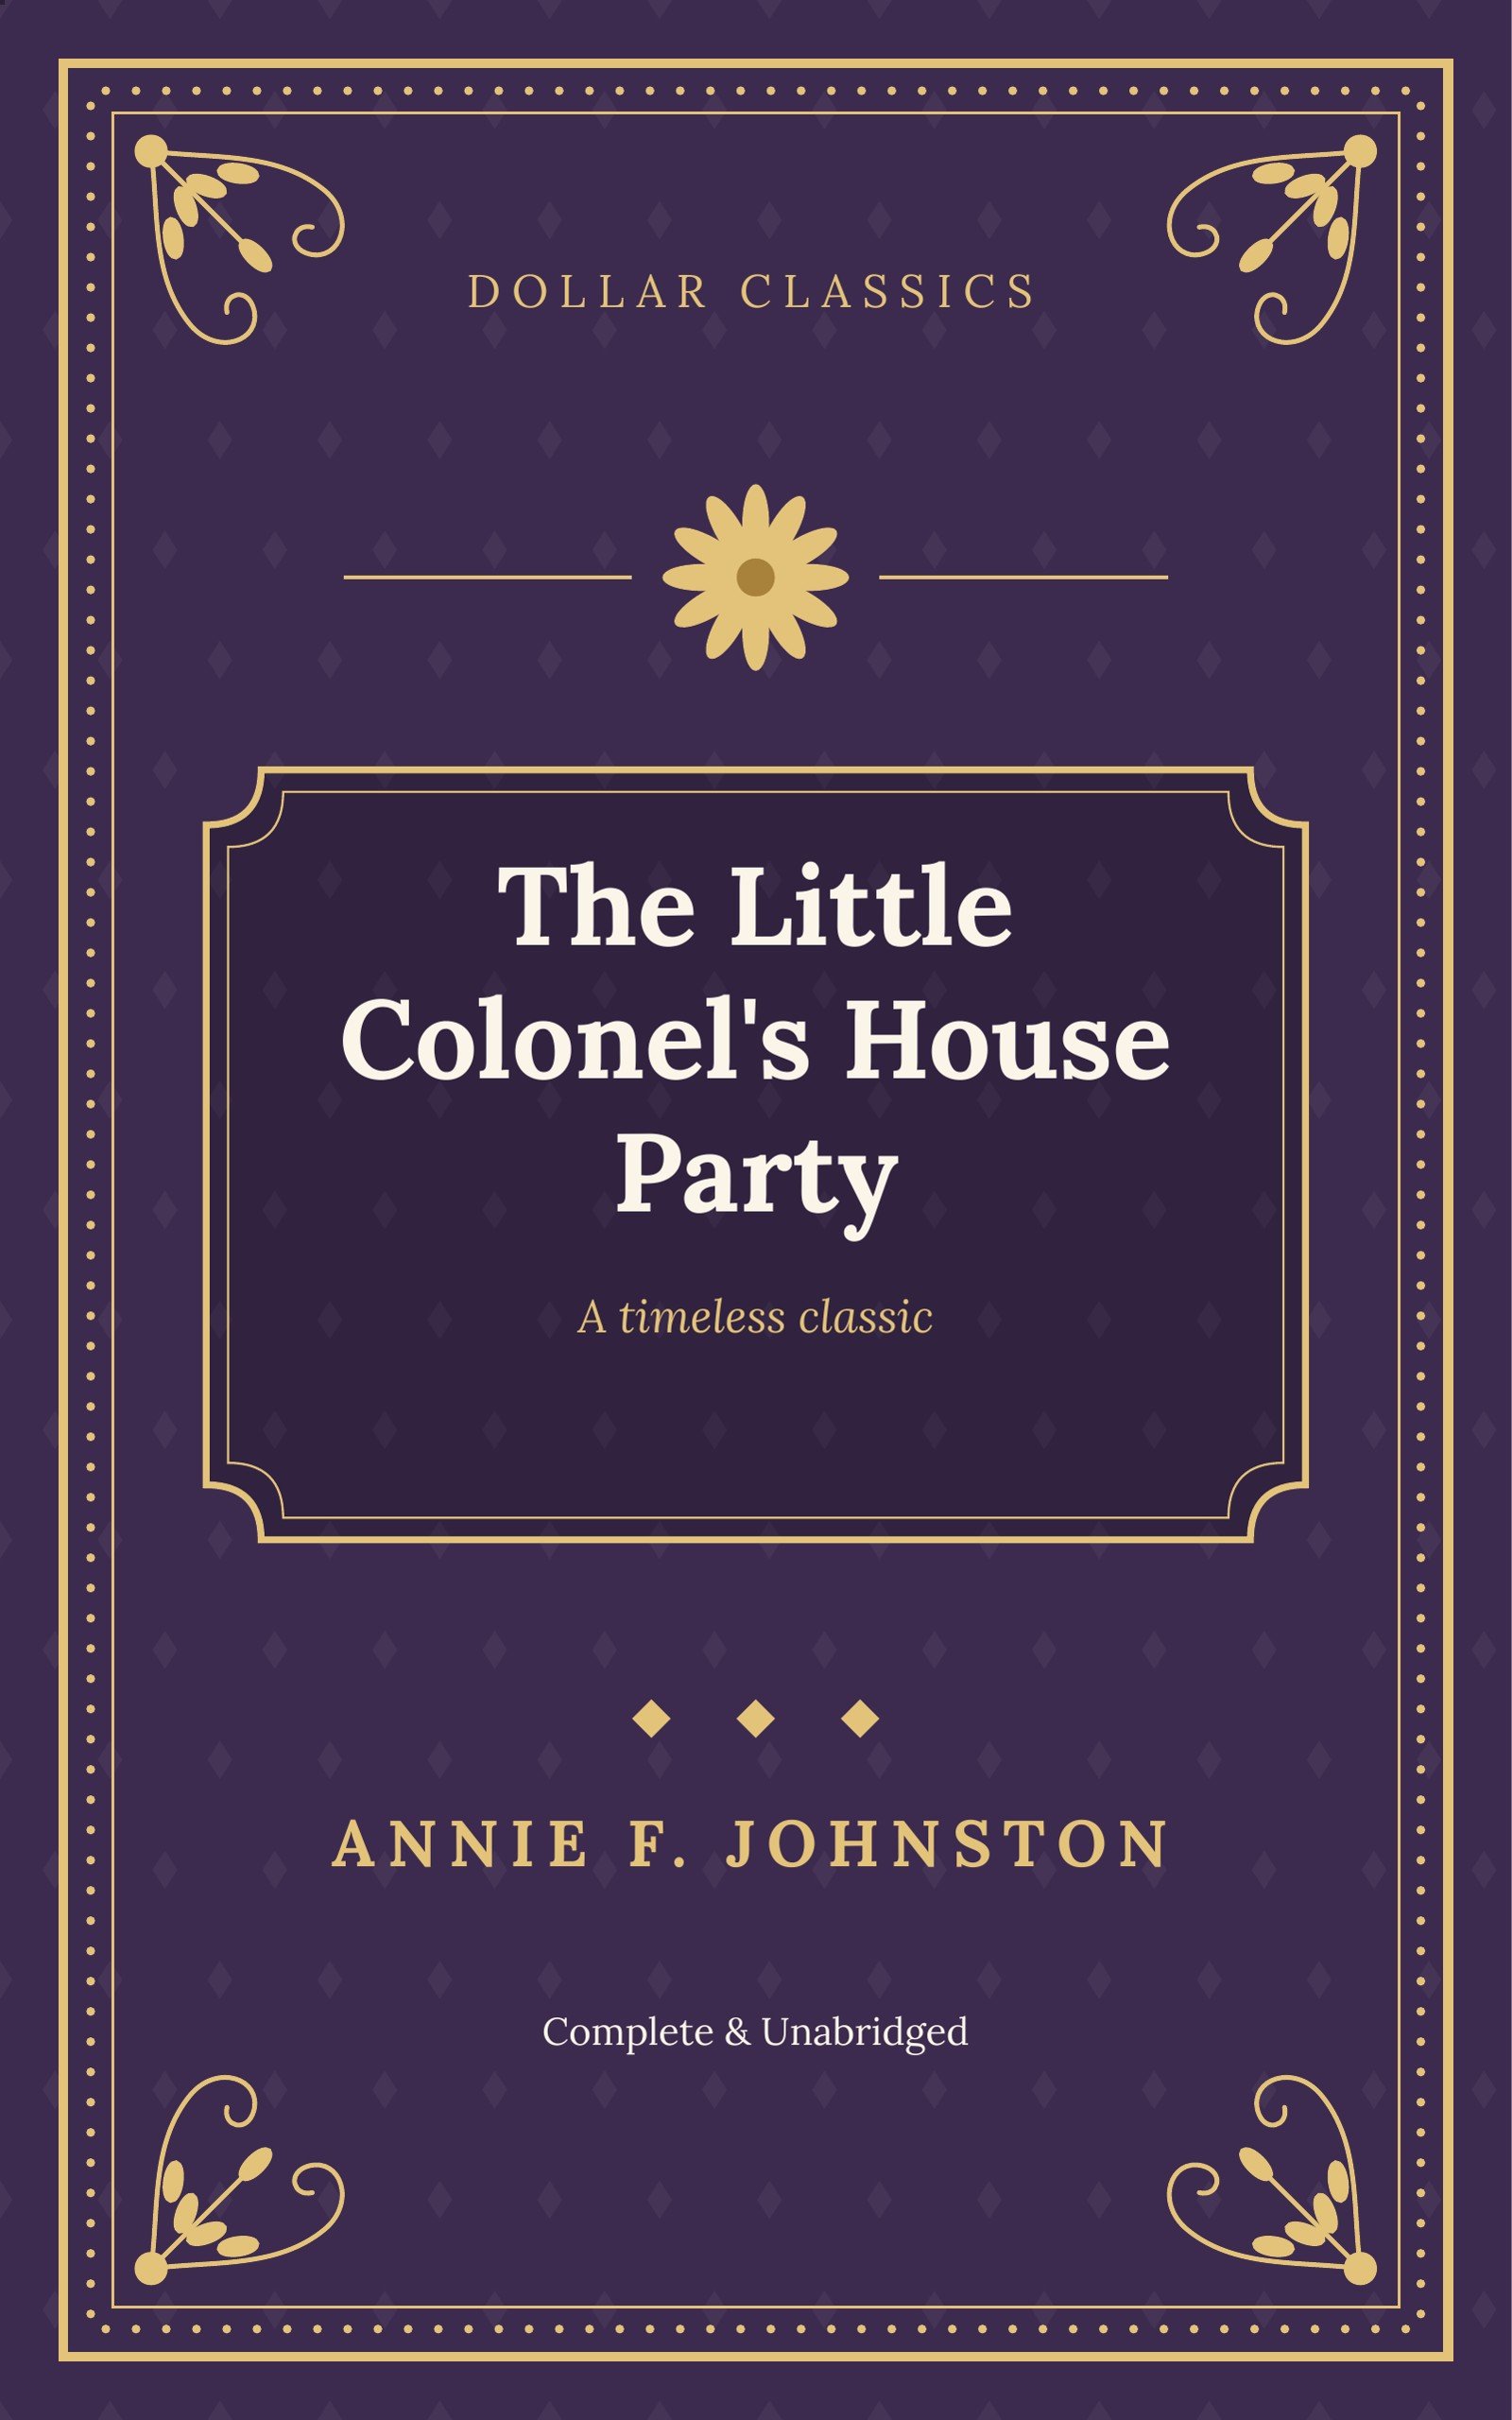 DOLLAR CLASSICS
The Little
Colonel's House
Party
A timeless classic
ANNIE F. JOHNSTON
Complete & Unabridged